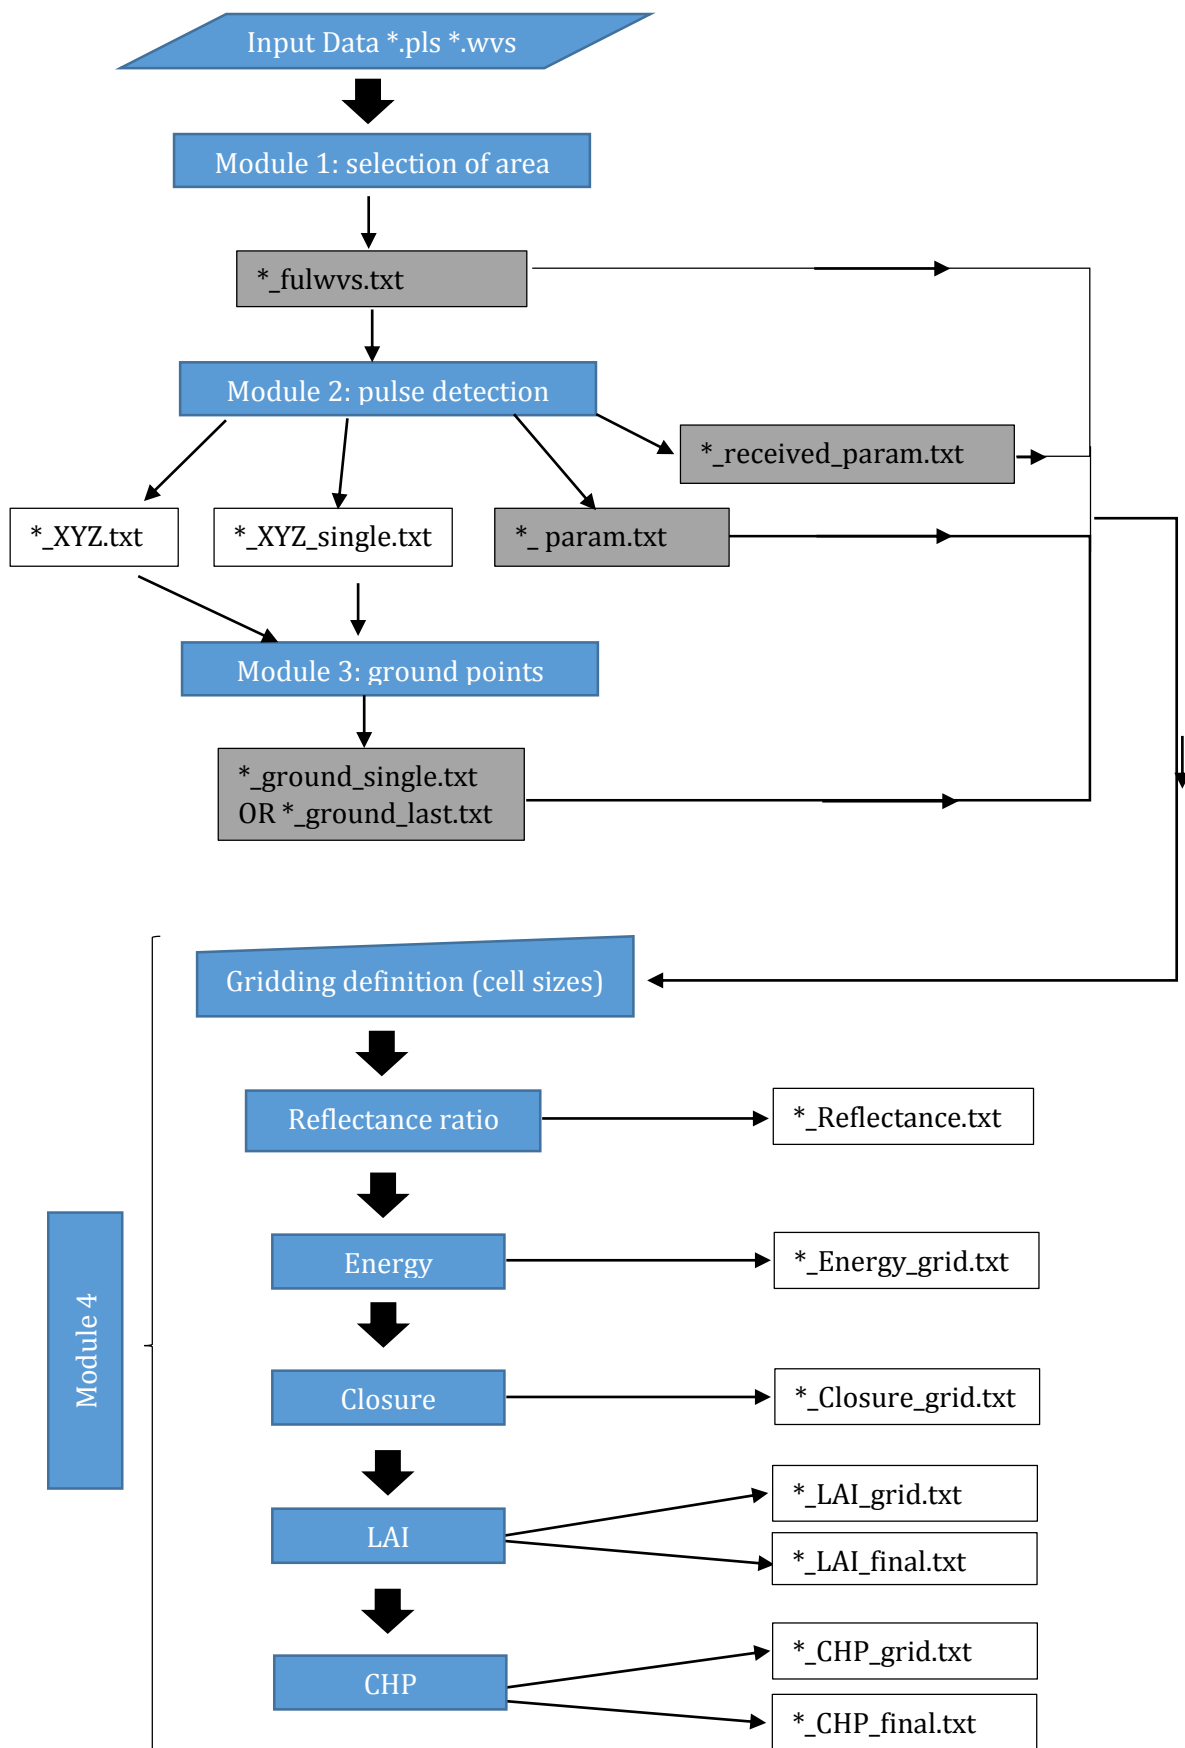 Input Data *.pls *.wvs
Module 1: selection of area
*_fulwvs.txt
Module 2: pulse detection
*_received_param.txt
*_XYZ.txt
*_XYZ_single.txt
*_ param.txt
Module 3: ground points
*_ground_single.txt
OR *_ground_last.txt
Gridding definition (cell sizes)
Reflectance ratio
*_Reflectance.txt
Energy
*_Energy_grid.txt
Module 4
Closure
*_Closure_grid.txt
LAI
*_LAI_grid.txt
*_LAI_final.txt
CHP
*_CHP_grid.txt
*_CHP_final.txt